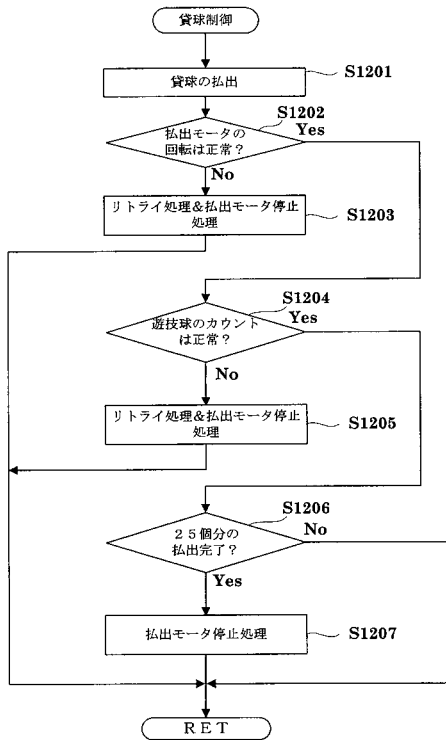 貸球制御
貸球の払出
S1201
払出モータの
回転は正常?
S1202
Yes
No
リトライ処理&払出モータ停止
処理
S1203
遊技球のカウント
は正常?
S1204
Yes
No
リトライ処理&払出モータ停止
処理
S1205
25個分の
払出完了?
S1206
No
Yes
払出モータ停止処理
S1207
RET